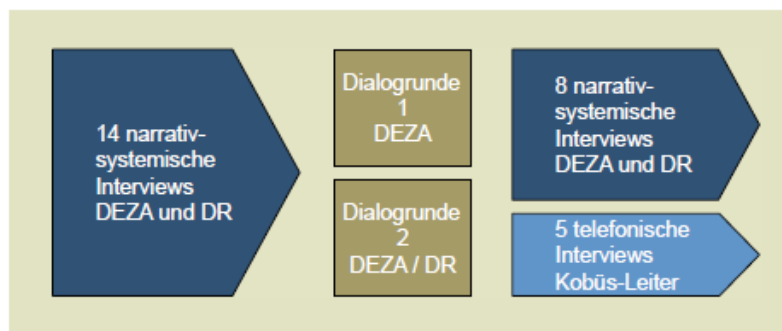 14 narrativ-
systemische
Interviews
DEZA und DR
Dialogrunde
1
DEZA
Dialogrunde
2
DEZA / DR
8 narrativ-
systemische
Interviews
DEZA und DR
5 telefonische
Interviews
Kobüs-Leiter